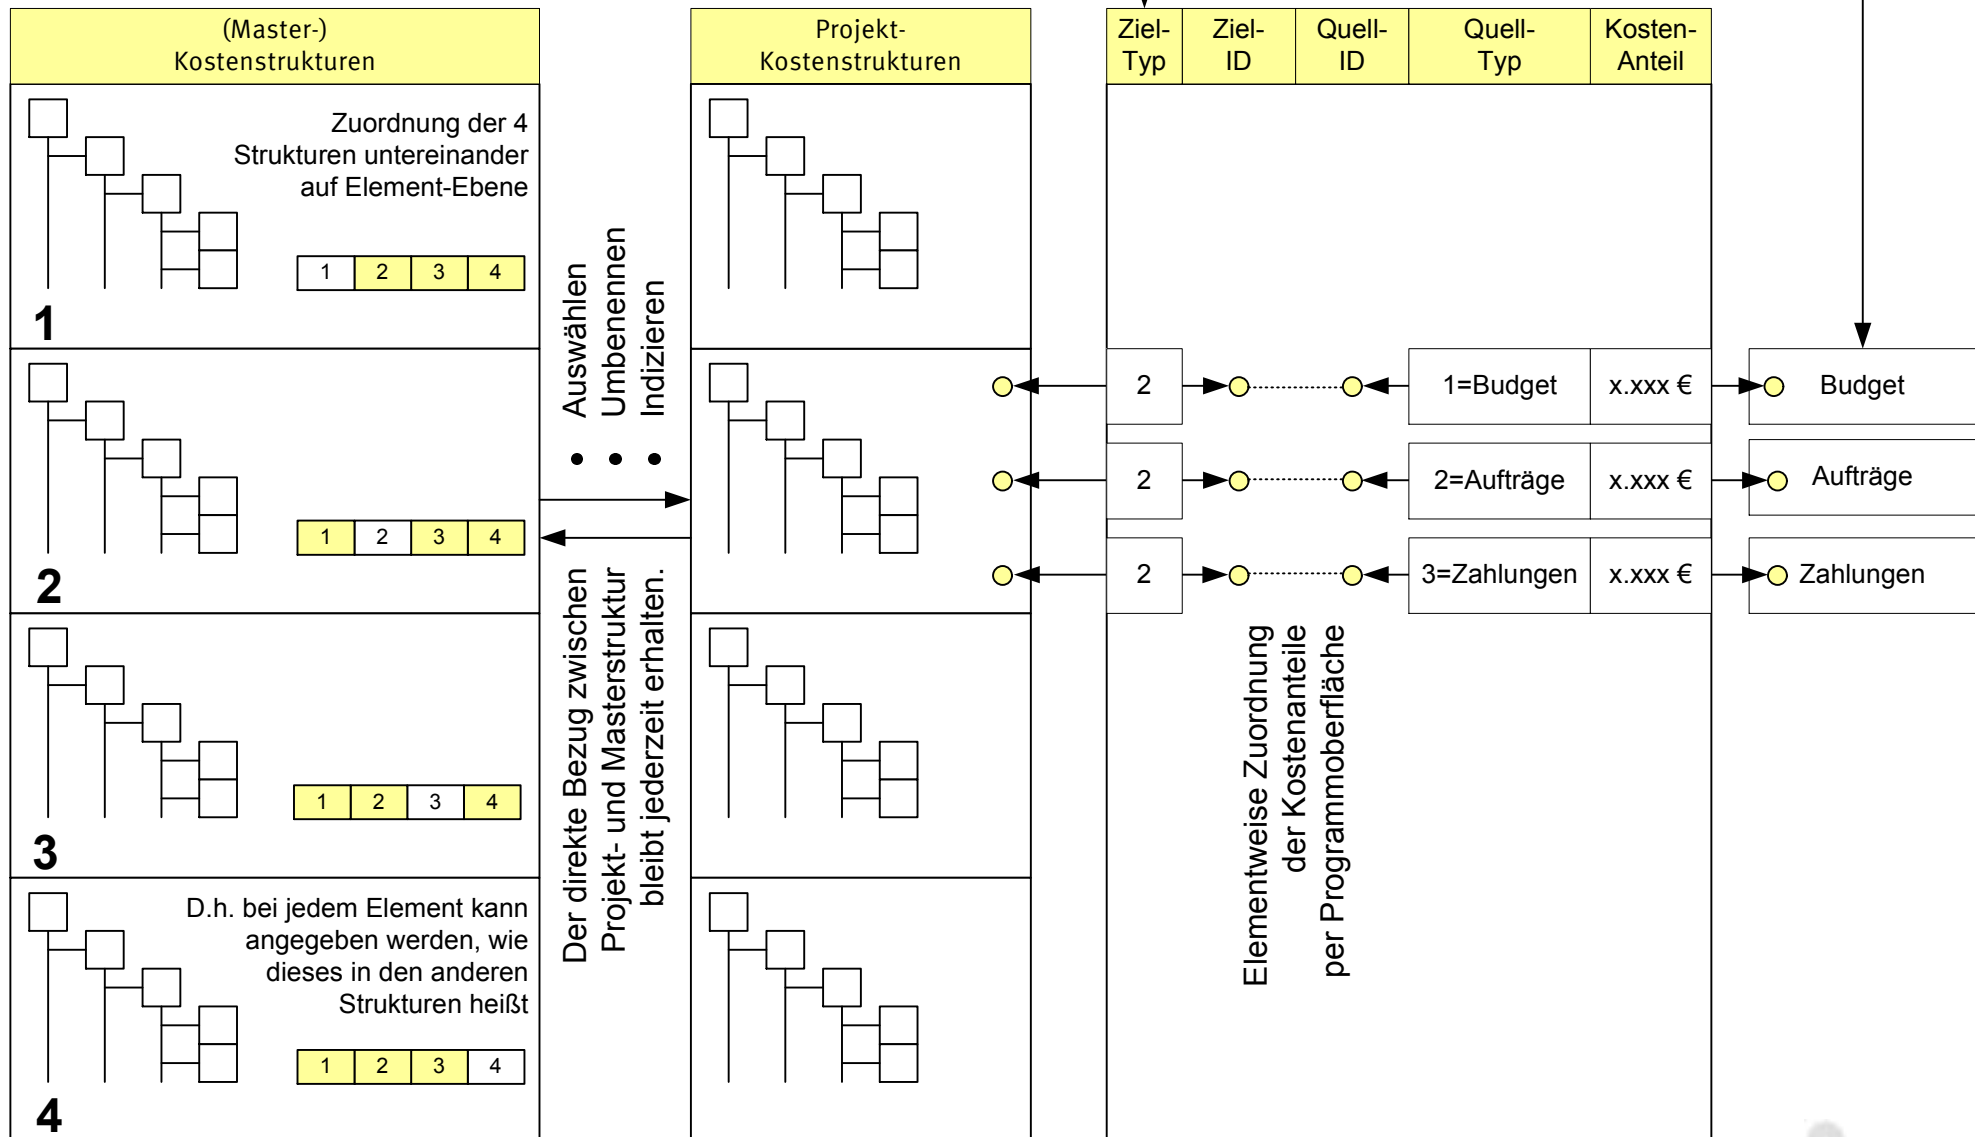 (Master-)
Kostenstrukturen
Projekt-
Kostenstrukturen
Ziel-
Typ
Ziel-
ID
Quell-
ID
Quell-
Typ
Kosten-
Anteil
Zuordnung der 4
Strukturen untereinander
auf Element-Ebene
1 2 3 4
1
1 2 3 4
2
1 2 3 4
3
D.h. bei jedem Element kann
angegeben werden, wie
dieses in den anderen
Strukturen heißt
1 2 3 4
4
Auswählen
Umbenennen
Indizieren
Der direkte Bezug zwischen
Projekt- und Masterstruktur
bleibt jederzeit erhalten.
2 1=Budget x.xxx € Budget
2 2=Aufträge x.xxx € Aufträge
2 3=Zahlungen x.xxx € Zahlungen
Elementweise Zuordnung
der Kostenanteile
per Programmoberfläche